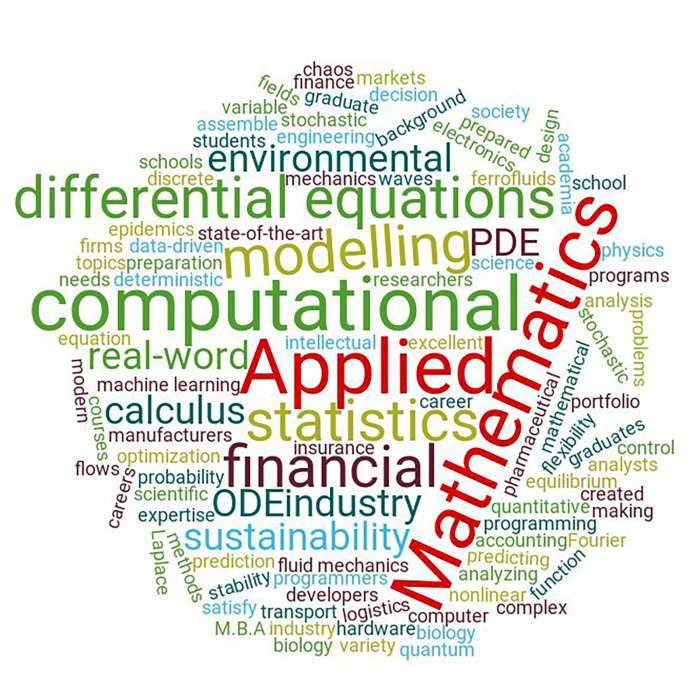 chaos
finance
markets
fields
graduate
decision
variable
stochastic
background
society
assemble
engineering
electronics
prepared
design
students
academia
schools
environmental
discrete
mechanics
waves
ferrofluids
school
differential equations
epidemics
state-of-the-art
modelling
PDE
firms
data-driven
physics
topics
preparation
science
programs
needs
deterministic
researchers
computational
analysis
problems
stochastic
equation
intellectual
excellent
real-word
Applied
Mathematics
modern
machine learning
career
mathematical
pharmaceutical
portfolio
courses
calculus
statistics
flexibility
graduates
manufacturers
insurance
control
flows
optimization
financial
analysts
careers
probability
equilibrium
scientific
created
expertise
ODE
industry
quantitative
making
programming
sustainability
accounting
Fourier
Laplace
methods
prediction
fluid mechanics
predicting
stability
programmers
analyzing
function
developers
nonlinear
satisfy
transport
logistics
computer
complex
M.B.A
industry
hardware
biology
biology
variety
quantum